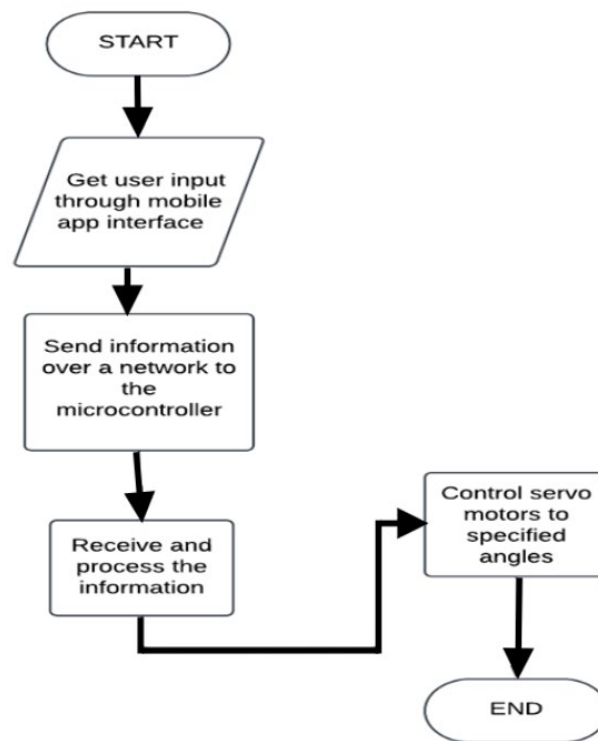 START
Get user input
through mobile
app interface
Send information
over a network to
the
microcontroller
Receive and
process the
information
Control servo
motors to
specified
angles
END